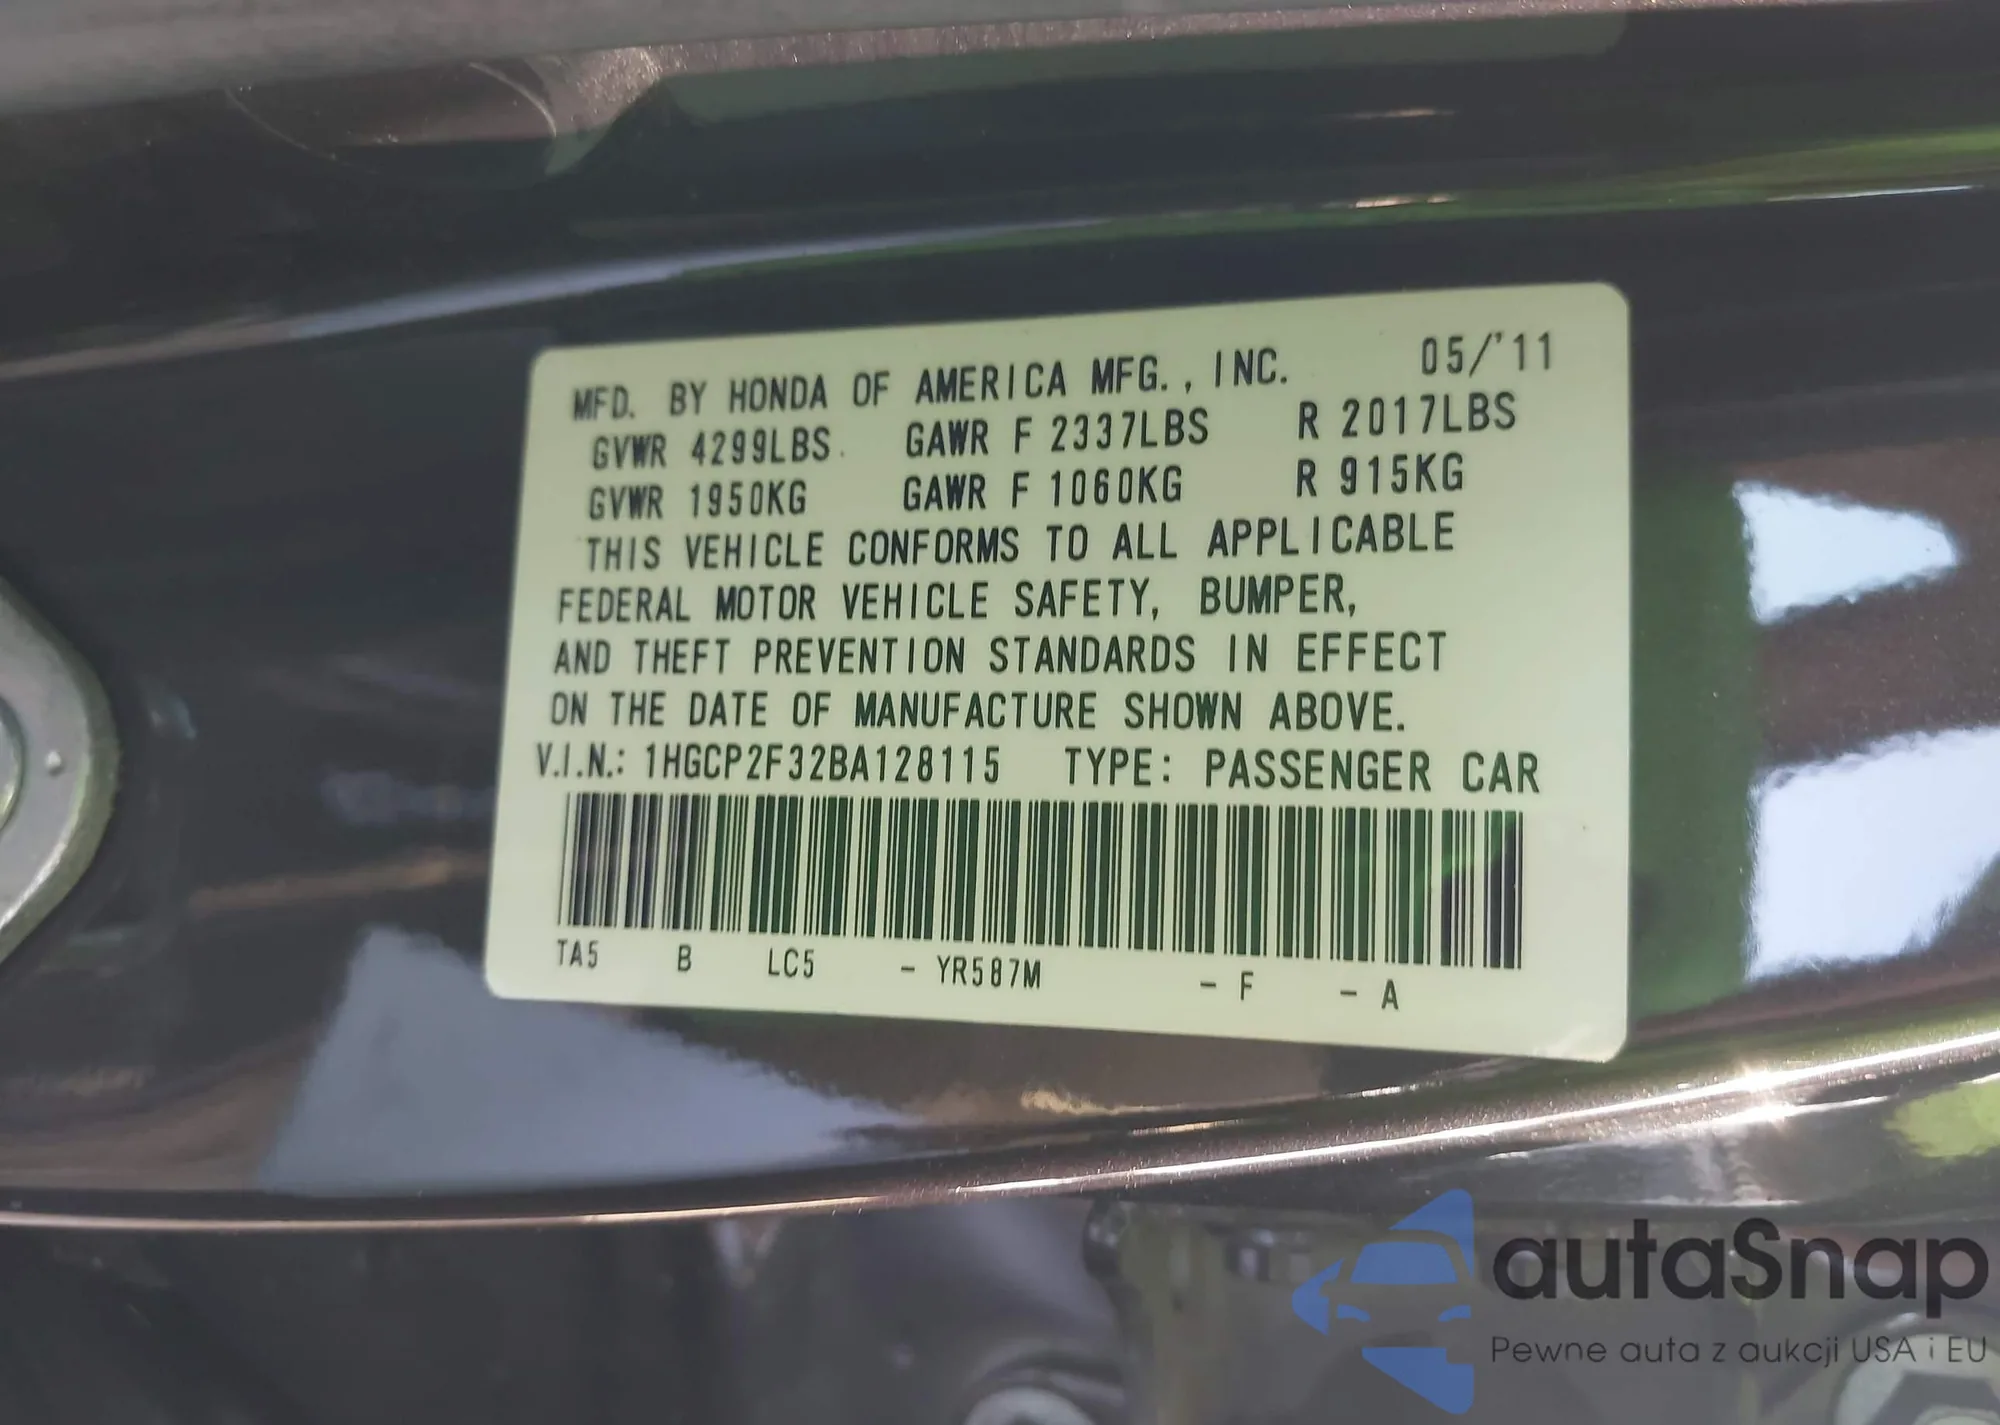 MFD. BY HONDA OF AMERICA MFG., INC. 05/'11
GVWR 4299LBS. GAWR F 2337LBS R 2017LBS
GVWR 1950KG GAWR F 1060KG R 915KG
THIS VEHICLE CONFORMS TO ALL APPLICABLE
FEDERAL MOTOR VEHICLE SAFETY, BUMPER,
AND THEFT PREVENTION STANDARDS IN EFFECT
ON THE DATE OF MANUFACTURE SHOWN ABOVE.
V.I.N.: 1HGCP2F32BA128115 TYPE: PASSENGER CAR
TA5 B LC5 - YR587M - F - A
autaSnap
Pewne auta z aukcji USA i EU